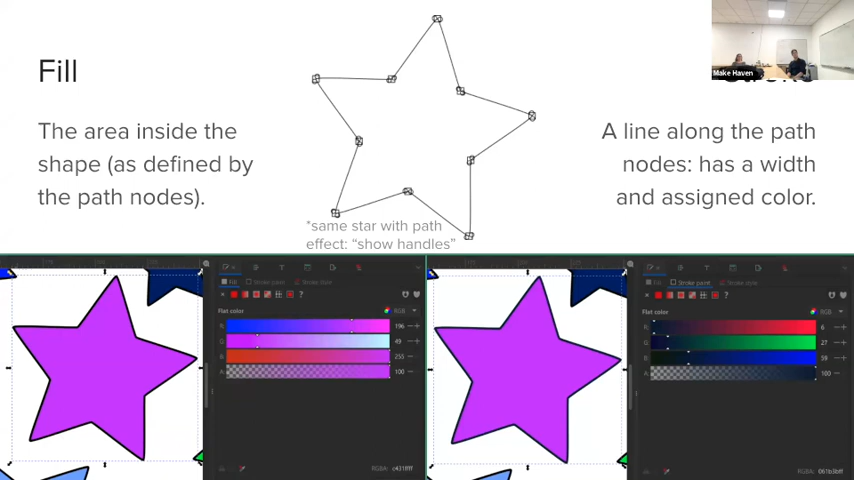 Fill
Make Haven
The area inside the
shape (as defined by
the path nodes).
A line along the path
nodes: has a width
and assigned color.
*same star with path
effect: “show handles”
Fill
Stroke paint
Stroke style
?
Flat color
RGB
R:
196
G:
49
B:
255
A:
100
RGBA:
c431ffff
Fill
Stroke paint
Stroke style
?
Flat color
RGB
R:
6
G:
27
B:
59
A:
100
RGBA:
061b3bff